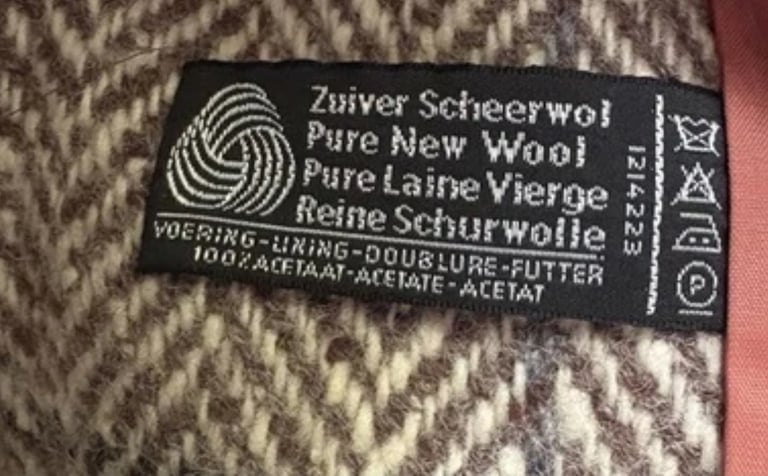 Zuiver Scheerwol
Pure New Wool
Pure Laine Vierge
Reine Schurwolle
VOERING-LINING-DOUBLURE-FUTTER
100% ACETAAT-ACETATE-ACETAT
1214223
P